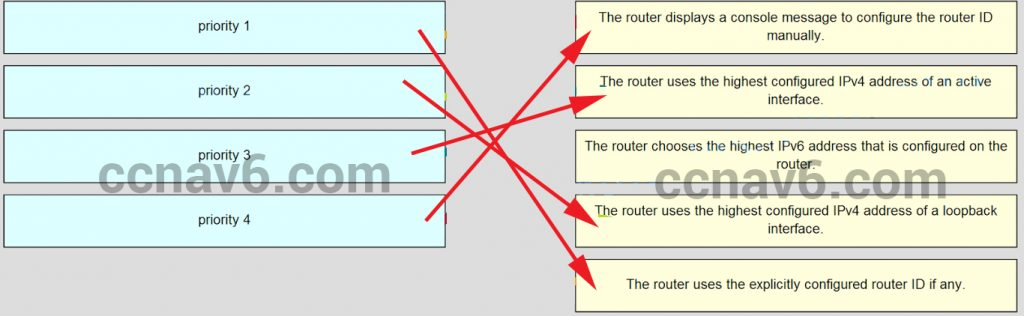 priority 1
priority 2
priority 3
priority 4
The router displays a console message to configure the router ID
manually.
The router uses the highest configured IPv4 address of an active
interface.
The router chooses the highest IPv6 address that is configured on the
router.
The router uses the highest configured IPv4 address of a loopback
interface.
The router uses the explicitly configured router ID if any.
ccnav6.com
ccnav6.com